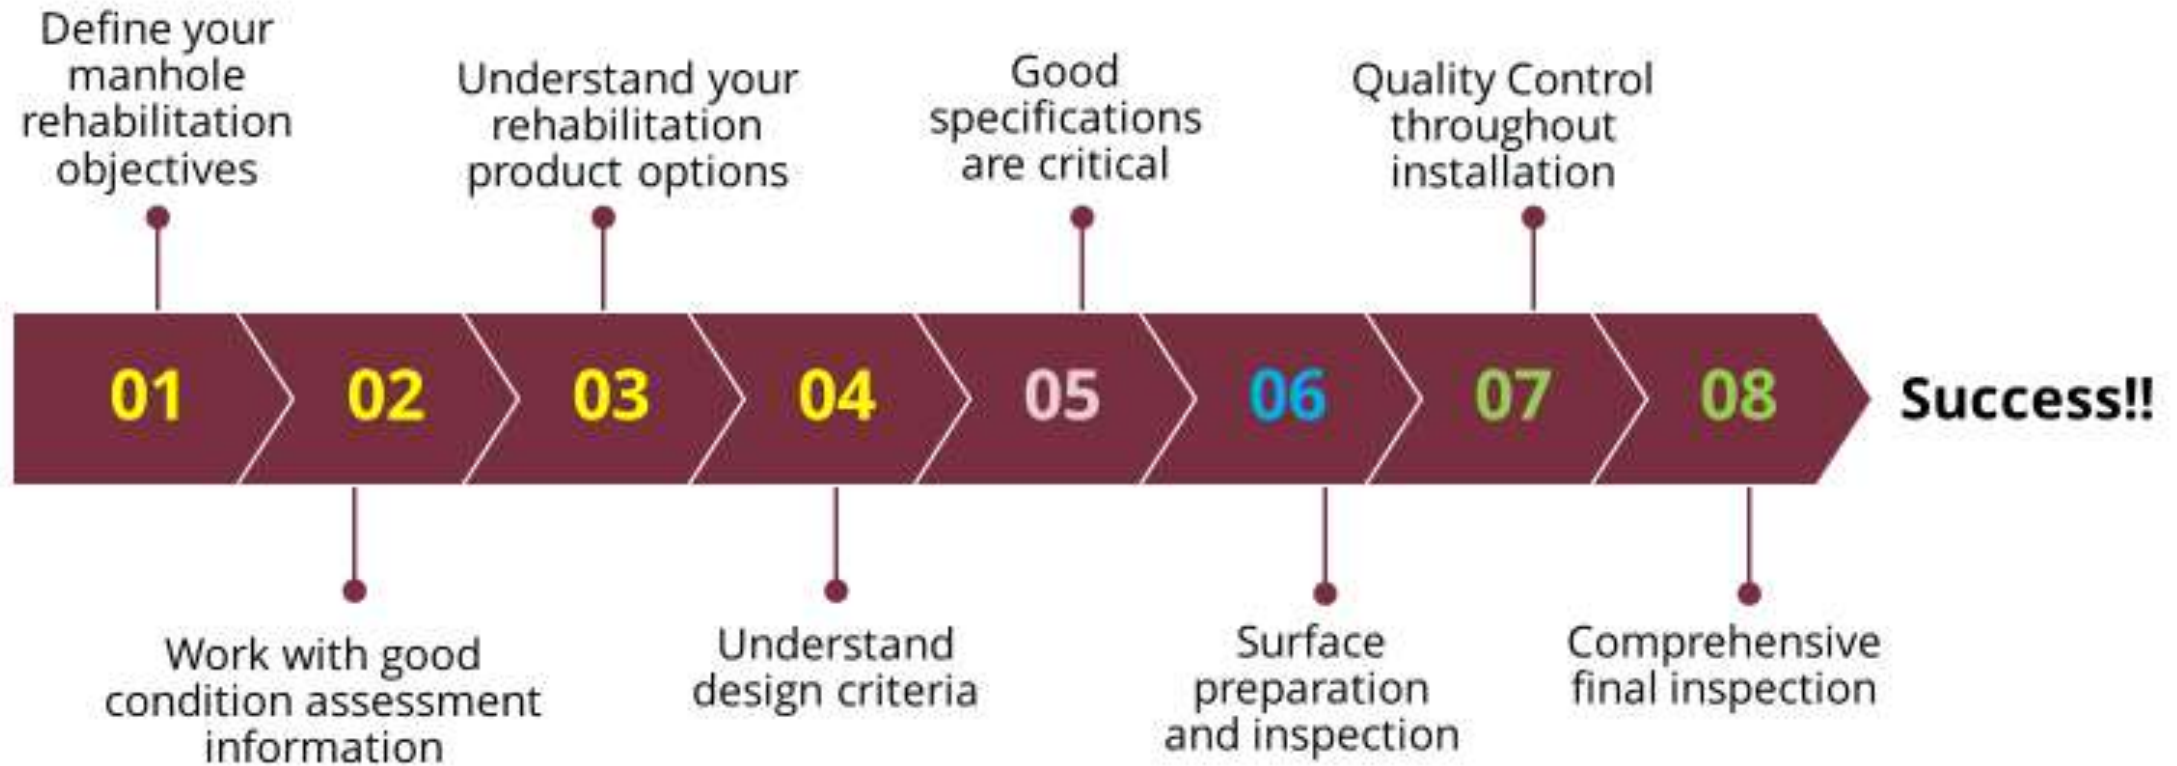 Define your
manhole
rehabilitation
objectives
Understand your
rehabilitation
product options
Good
specifications
are critical
Quality Control
throughout
installation
01
02
03
04
05
06
07
08
Success!!
Work with good
condition assessment
information
Understand
design criteria
Surface
preparation
and inspection
Comprehensive
final inspection